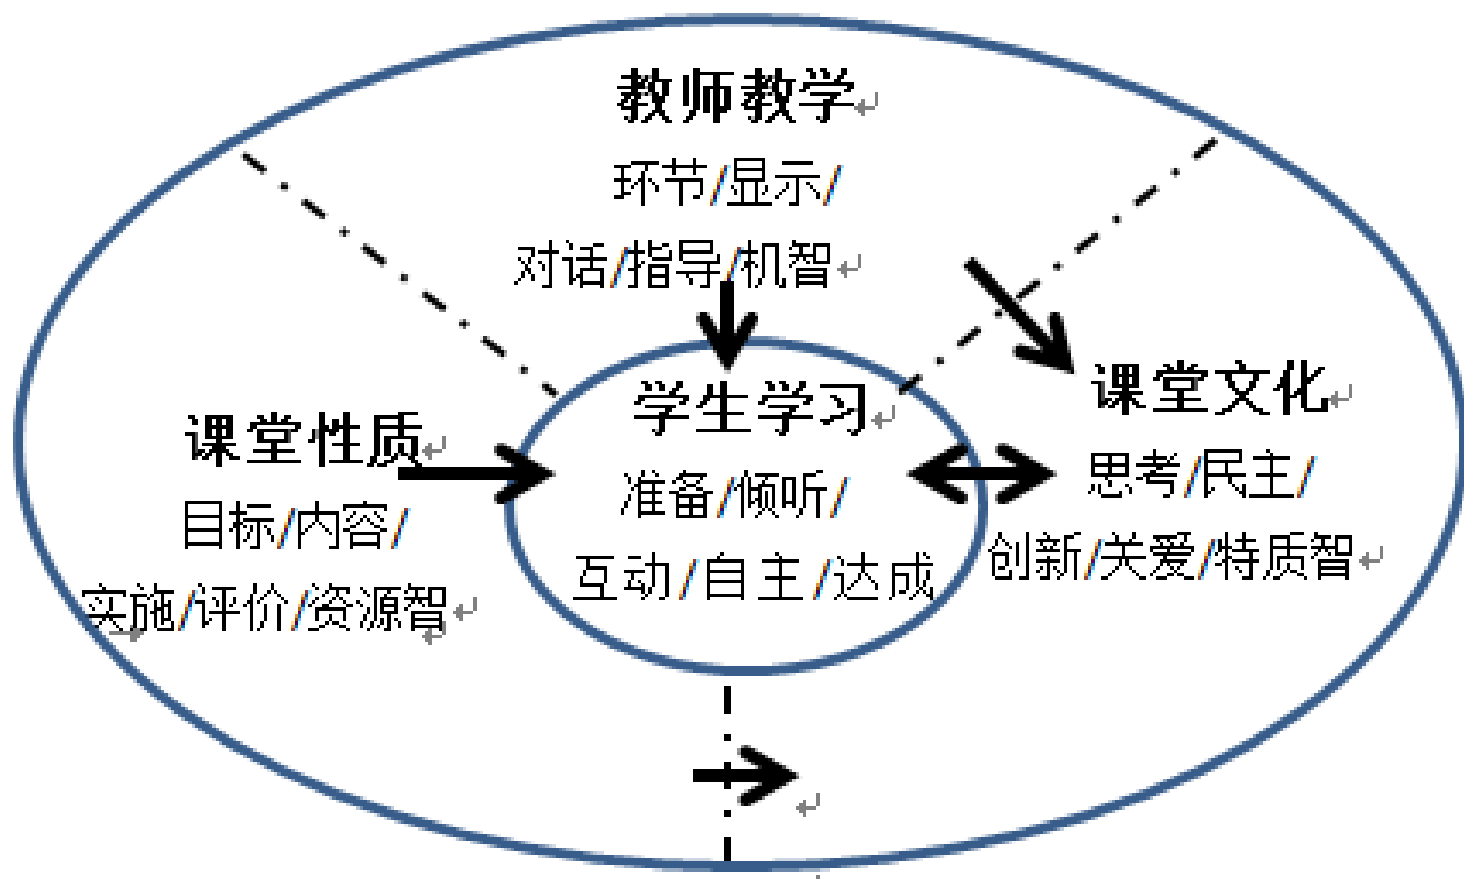 教师教学
环节/显示/
对话/指导/机智
学生学习
准备/倾听/
互动/自主/达成
课堂性质
目标/内容/
实施/评价/资源智
课堂文化
思考/民主/
创新/关爱/特质智